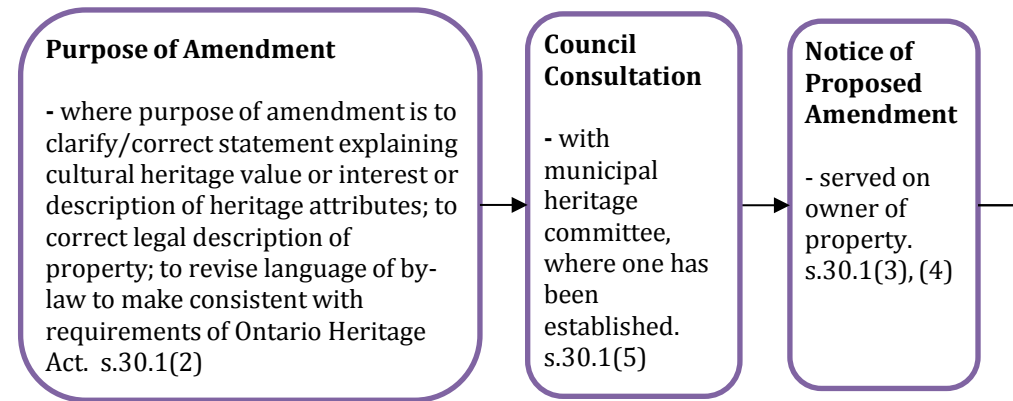 Purpose of Amendment
- where purpose of amendment is to
clarify/correct statement explaining
cultural heritage value or interest or
description of heritage attributes; to
correct legal description of
property; to revise language of by-
law to make consistent with
requirements of Ontario Heritage
Act.  s.30.1(2)
Council
Consultation
- with
municipal
heritage
committee,
where one has
been
established.
s.30.1(5)
Notice of
Proposed
Amendment
- served on
owner of
property.
s.30.1(3), (4)